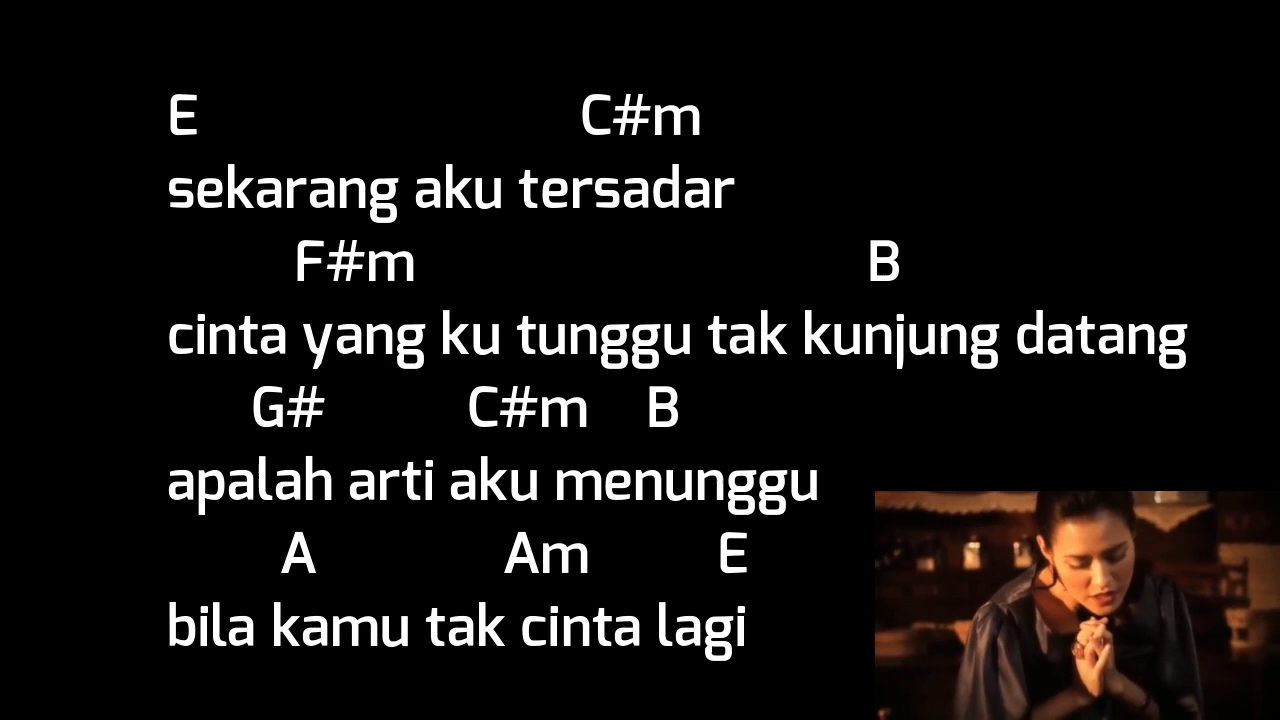 E C#m
sekarang aku tersadar
F#m B
cinta yang ku tunggu tak kunjung datang
G# C#m B
apalah arti aku menunggu
A Am E
bila kamu tak cinta lagi